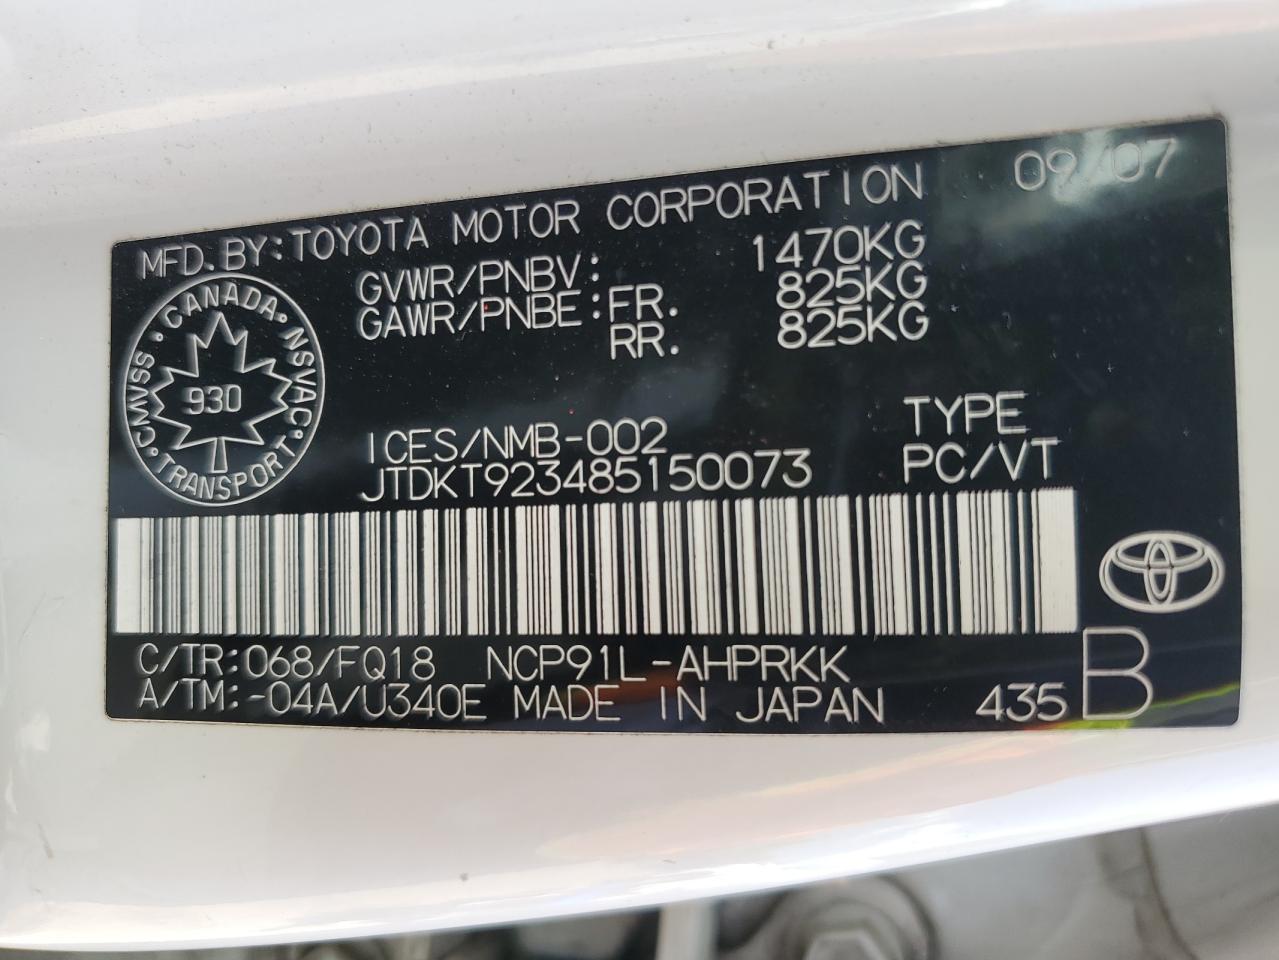 MFD. BY: TOYOTA MOTOR CORPORATION 09/07
GVWR/PNBV: 1470KG
GAWR/PNBE: FR. 825KG
RR. 825KG
CANADA · NSVAC · TRANSPORT · CMVSS ·
930
ICES/NMB-002
TYPE
JTDKT923485150073 PC/VT
C/TR: 068/FQ18 NCP91L-AHPRKK
A/TM: -04A/U340E MADE IN JAPAN 435 B